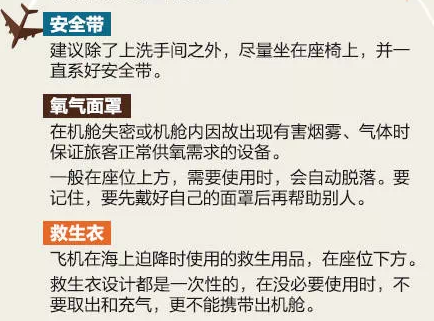 安全带
建议除了上洗手间之外，尽量坐在座椅上，并一
直系好安全带。
氧气面罩
在机舱失密或机舱内因故出现有害烟雾、气体时
保证旅客正常供氧需求的设备。
一般在座位上方，需要使用时，会自动脱落。要
记住，要先戴好自己的面罩后再帮助别人。
救生衣
飞机在海上迫降时使用的救生用品，在座位下方。
救生衣设计都是一次性的，在没必要使用时，不
要取出和充气，更不能携带出机舱。